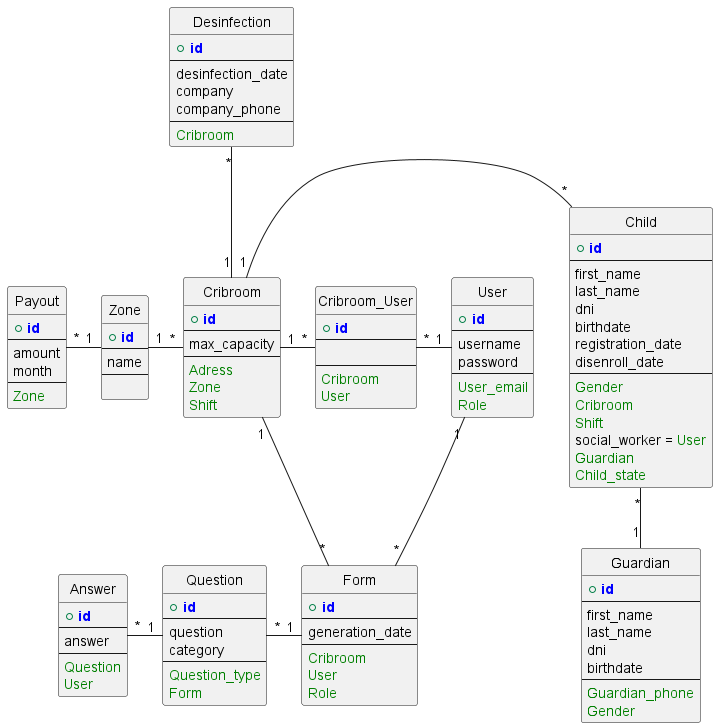 Desinfection
id
desinfection_date
company
company_phone
Cribroom
*
1
1
*
Child
id
first_name
last_name
dni
birthdate
registration_date
disenroll_date
Gender
Cribroom
Shift
social_worker = User
Guardian
Child_state
Payout
id
amount
month
Zone
* 1
Zone
id
name
1 *
Cribroom
id
max_capacity
Adress
Zone
Shift
1 *
Cribroom_User
id
Cribroom
User
* 1
User
id
username
password
User_email
Role
1
1
*
*
*
1
Answer
id
answer
Question
User
* 1
Question
id
question
category
Question_type
Form
* 1
Form
id
generation_date
Cribroom
User
Role
Guardian
id
first_name
last_name
dni
birthdate
Guardian_phone
Gender